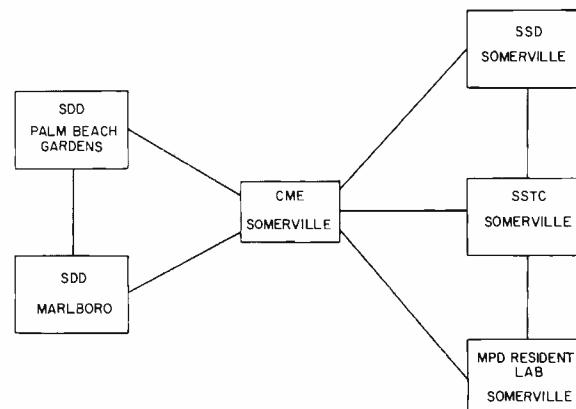 SSD
SOMERVILLE
SDD
PALM BEACH
GARDENS
CME
SOMERVILLE
SSTC
SOMERVILLE
SDD
MARLBORO
MPD RESIDENT
LAB
SOMERVILLE